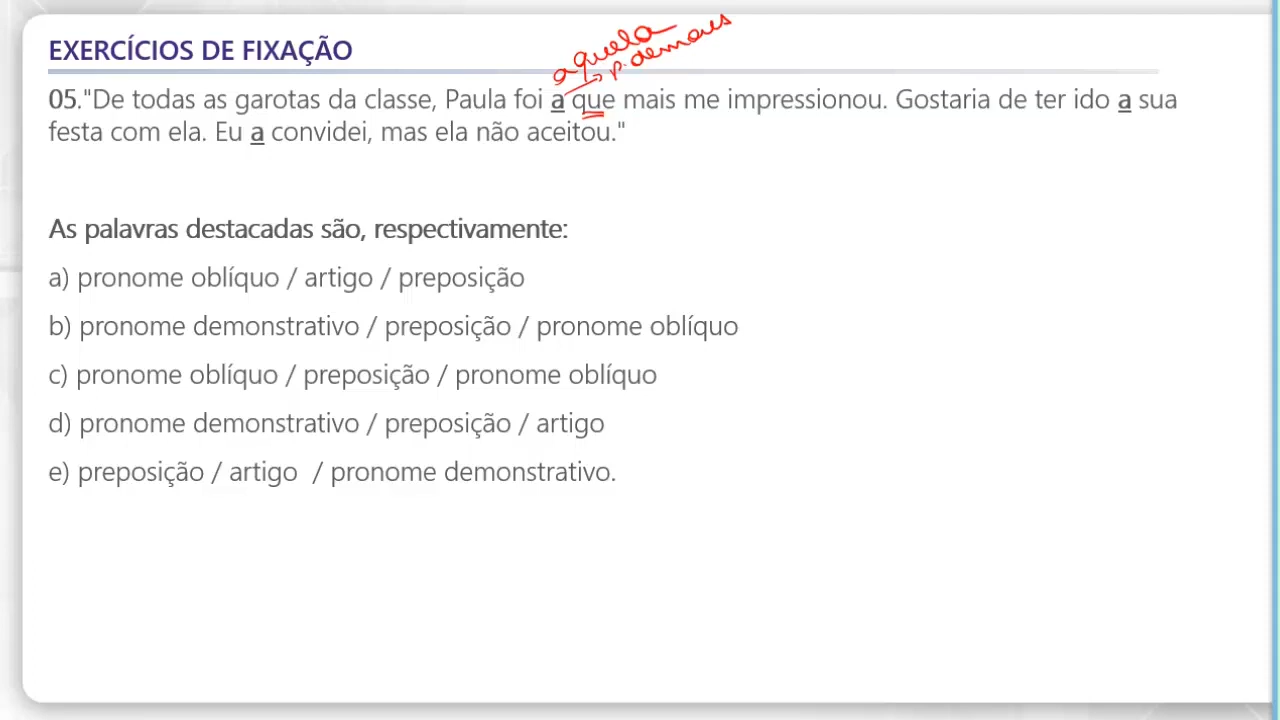 EXERCÍCIOS DE FIXAÇÃO
aquela
p. demais
05."De todas as garotas da classe, Paula foi a que mais me impressionou. Gostaria de ter ido a sua
festa com ela. Eu a convidei, mas ela não aceitou."
As palavras destacadas são, respectivamente:
a) pronome oblíquo / artigo / preposição
b) pronome demonstrativo / preposição / pronome oblíquo
c) pronome oblíquo / preposição / pronome oblíquo
d) pronome demonstrativo / preposição / artigo
e) preposição / artigo / pronome demonstrativo.